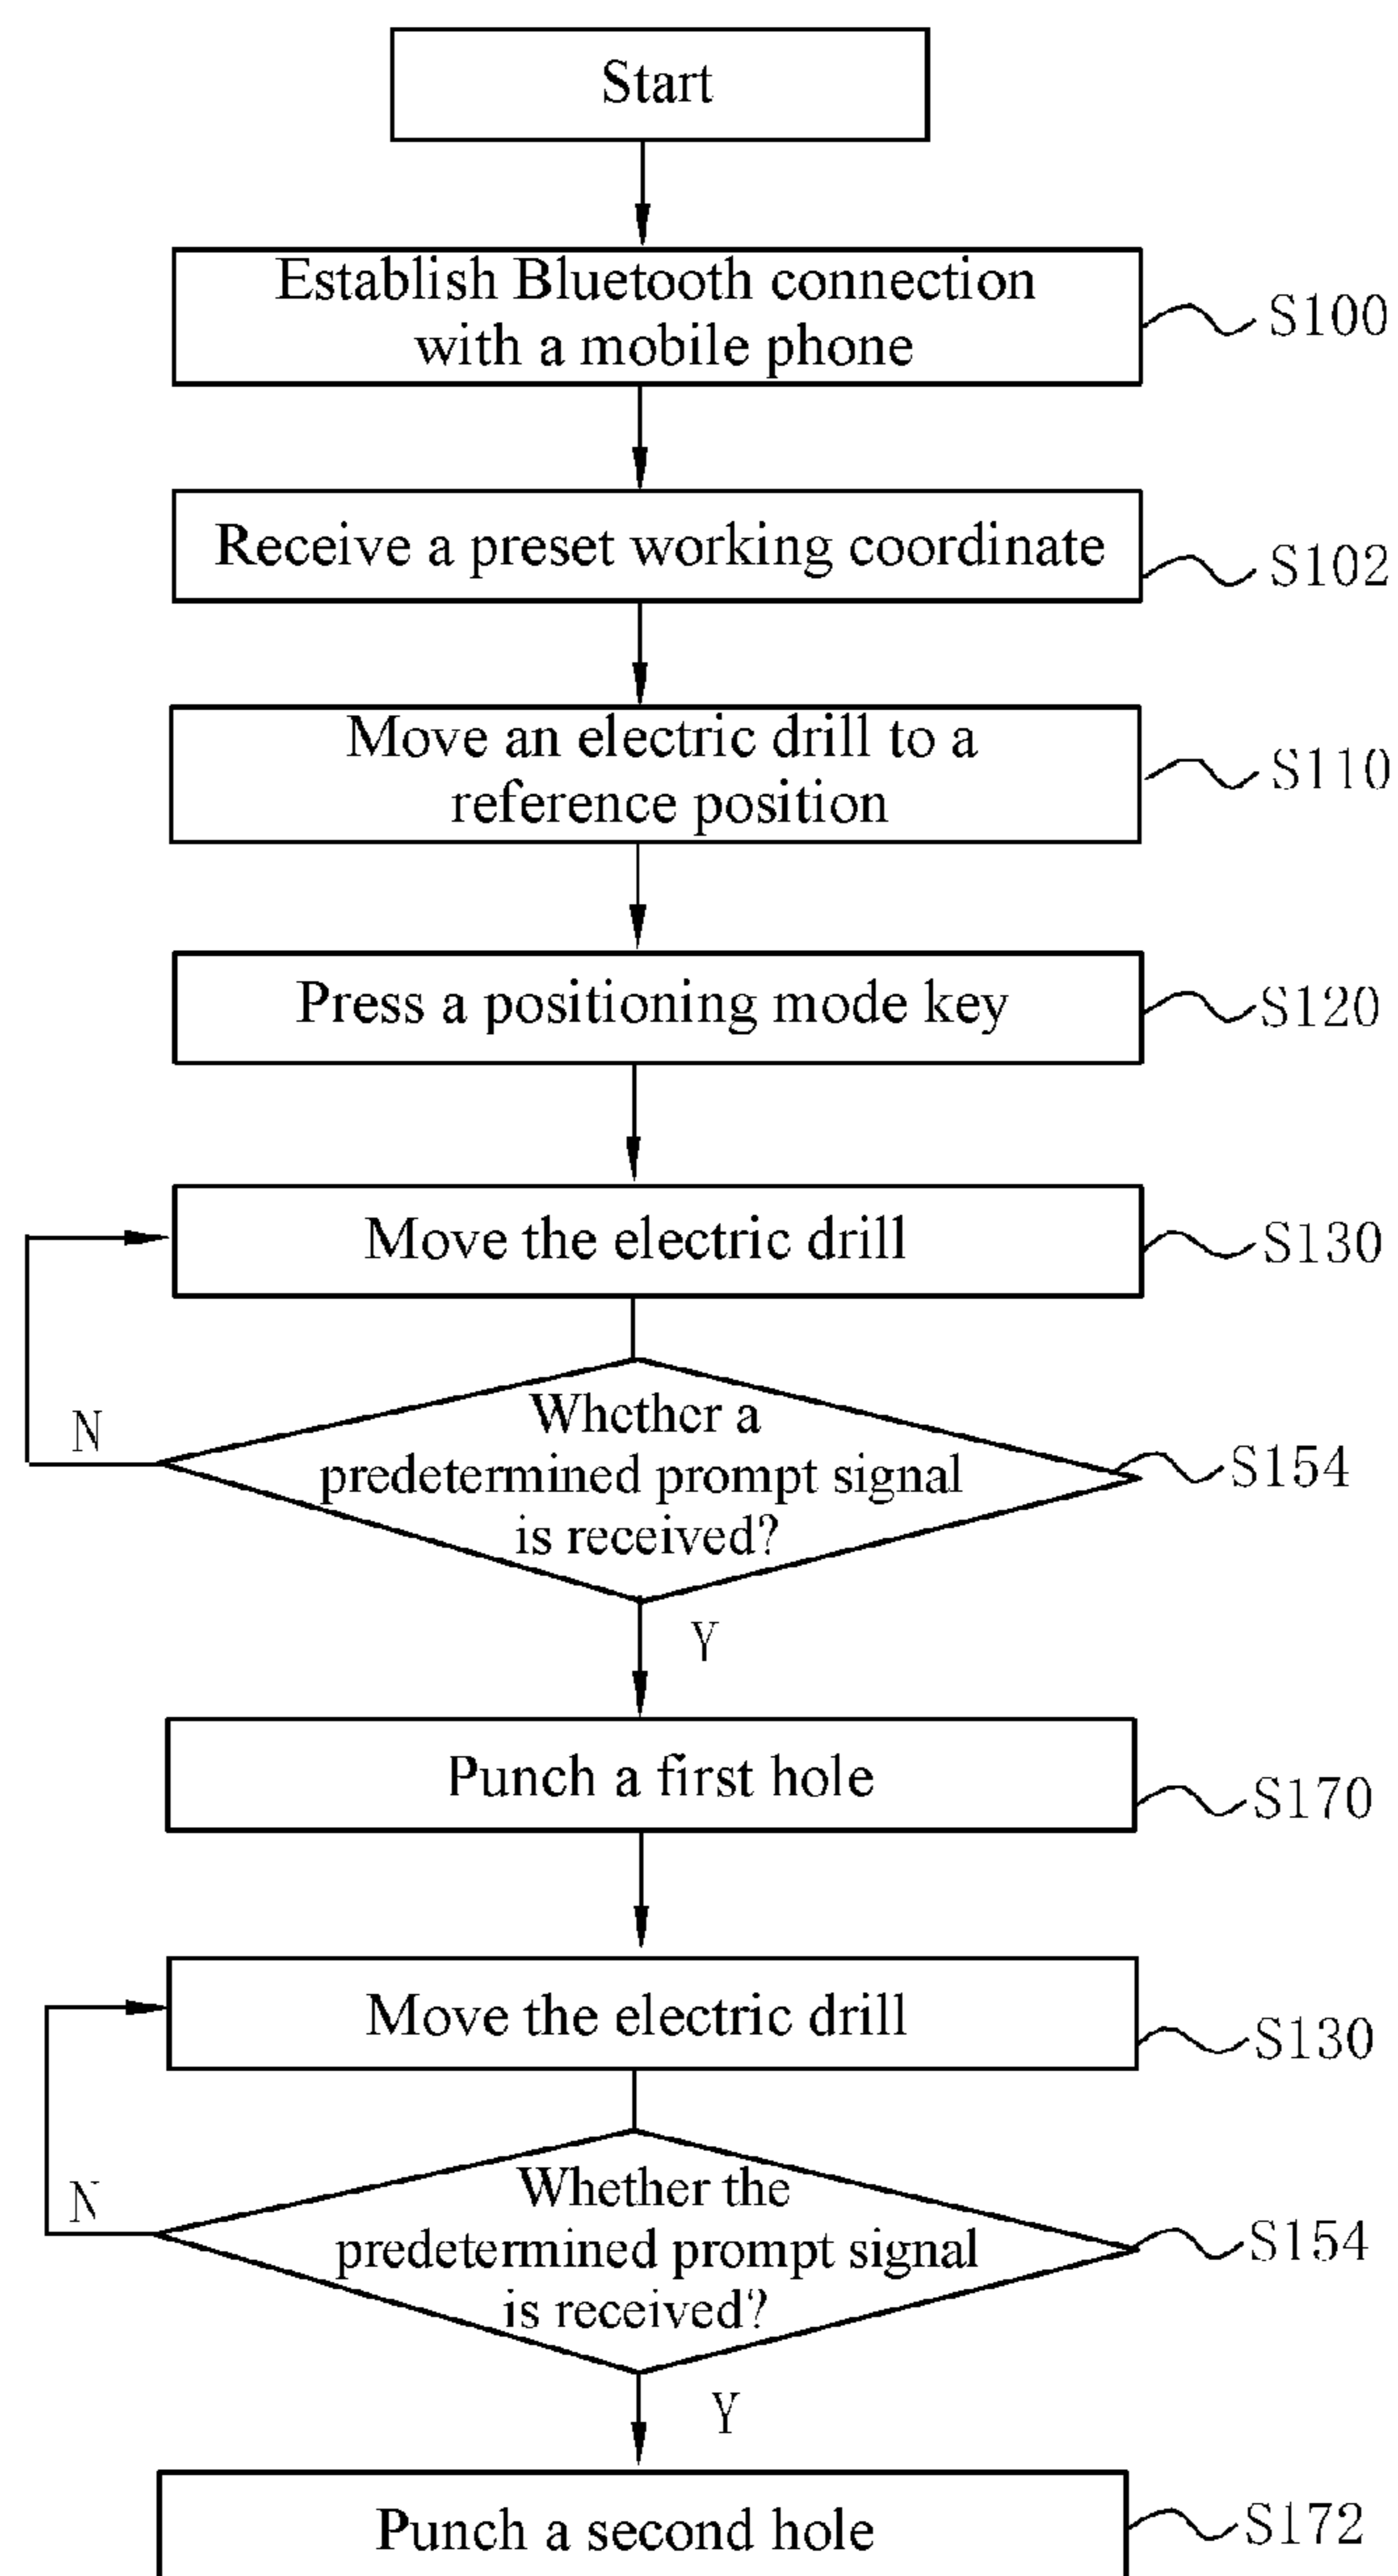 Start
Establish Bluetooth connection
with a mobile phone
S100
Receive a preset working coordinate
S102
Move an electric drill to a
reference position
S110
Press a positioning mode key
S120
Move the electric drill
S130
Whether a
predetermined prompt signal
is received?
S154
N
Y
Punch a first hole
S170
Move the electric drill
S130
Whether the
predetermined prompt signal
is received?
S154
N
Y
Punch a second hole
S172